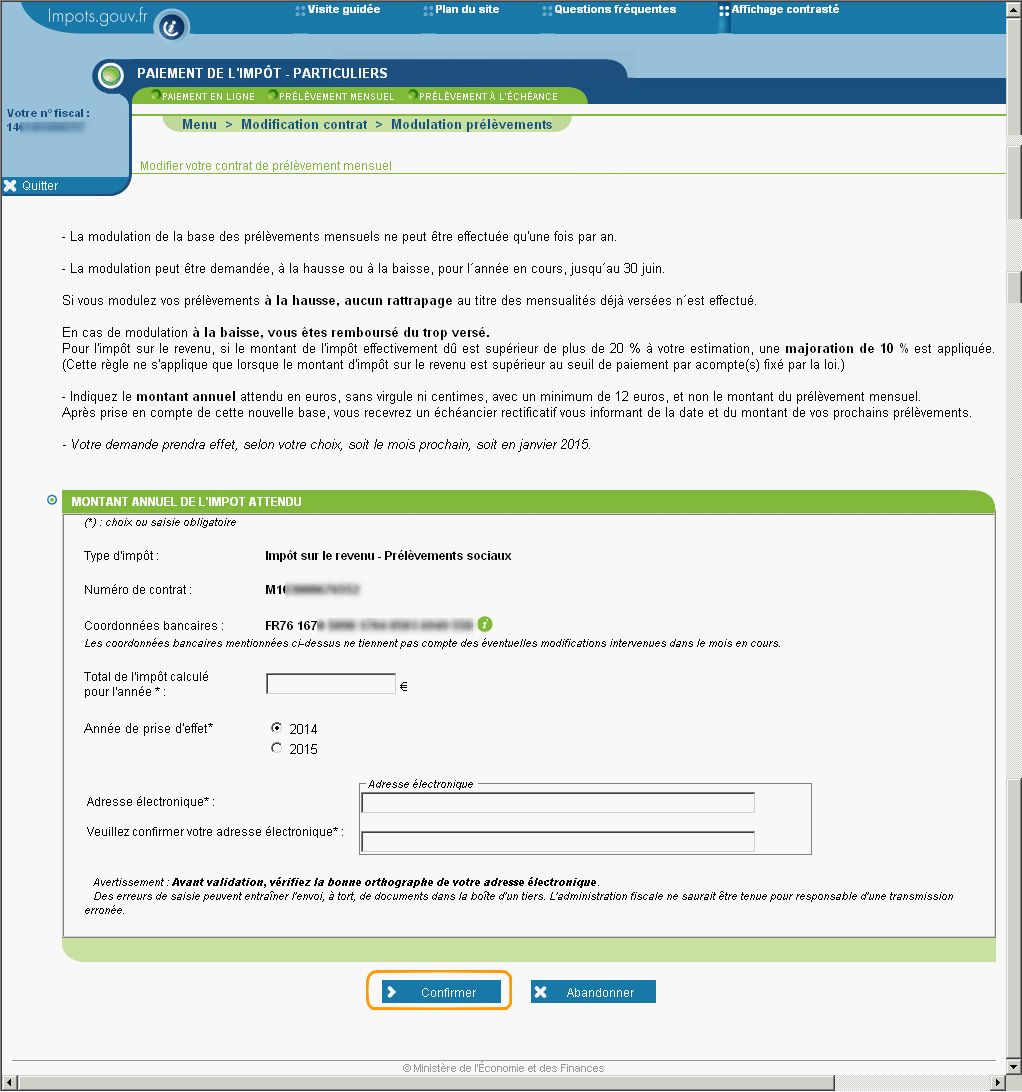 Impots.gouv.fr
Visite guidée
Plan du site
Questions fréquentes
Affichage contrasté
PAIEMENT DE L'IMPÔT - PARTICULIERS
PAIEMENT EN LIGNE
PRÉLÈVEMENT MENSUEL
PRÉLÈVEMENT À L'ÉCHÉANCE
Votre n° fiscal :
14
Menu > Modification contrat > Modulation prélèvements
Modifier votre contrat de prélèvement mensuel
Quitter
- La modulation de la base des prélèvements mensuels ne peut être effectuée qu'une fois par an.
- La modulation peut être demandée, à la hausse ou à la baisse, pour l´année en cours, jusqu´au 30 juin.
Si vous modulez vos prélèvements à la hausse, aucun rattrapage au titre des mensualités déjà versées n´est effectué.
En cas de modulation à la baisse, vous êtes remboursé du trop versé.
Pour l'impôt sur le revenu, si le montant de l'impôt effectivement dû est supérieur de plus de 20 % à votre estimation, une majoration de 10 % est appliquée.
(Cette règle ne s'applique que lorsque le montant d'impôt sur le revenu est supérieur au seuil de paiement par acompte(s) fixé par la loi.)
- Indiquez le montant annuel attendu en euros, sans virgule ni centimes, avec un minimum de 12 euros, et non le montant du prélèvement mensuel.
Après prise en compte de cette nouvelle base, vous recevrez un échéancier rectificatif vous informant de la date et du montant de vos prochains prélèvements.
- Votre demande prendra effet, selon votre choix, soit le mois prochain, soit en janvier 2015.
MONTANT ANNUEL DE L'IMPOT ATTENDU
(*) : choix ou saisie obligatoire
Type d'impôt : Impôt sur le revenu - Prélèvements sociaux
Numéro de contrat : M10
Coordonnées bancaires : FR76 167
Les coordonnées bancaires mentionnées ci-dessus ne tiennent pas compte des éventuelles modifications intervenues dans le mois en cours.
Total de l'impôt calculé
pour l'année * : €
Année de prise d'effet* 2014
2015
Adresse électronique
Adresse électronique* :
Veuillez confirmer votre adresse électronique* :
Avertissement : Avant validation, vérifiez la bonne orthographe de votre adresse électronique.
Des erreurs de saisie peuvent entraîner l'envoi, à tort, de documents dans la boîte d'un tiers. L'administration fiscale ne saurait être tenue pour responsable d'une transmission
erronée.
Confirmer
Abandonner
© Ministère de l'Économie et des Finances